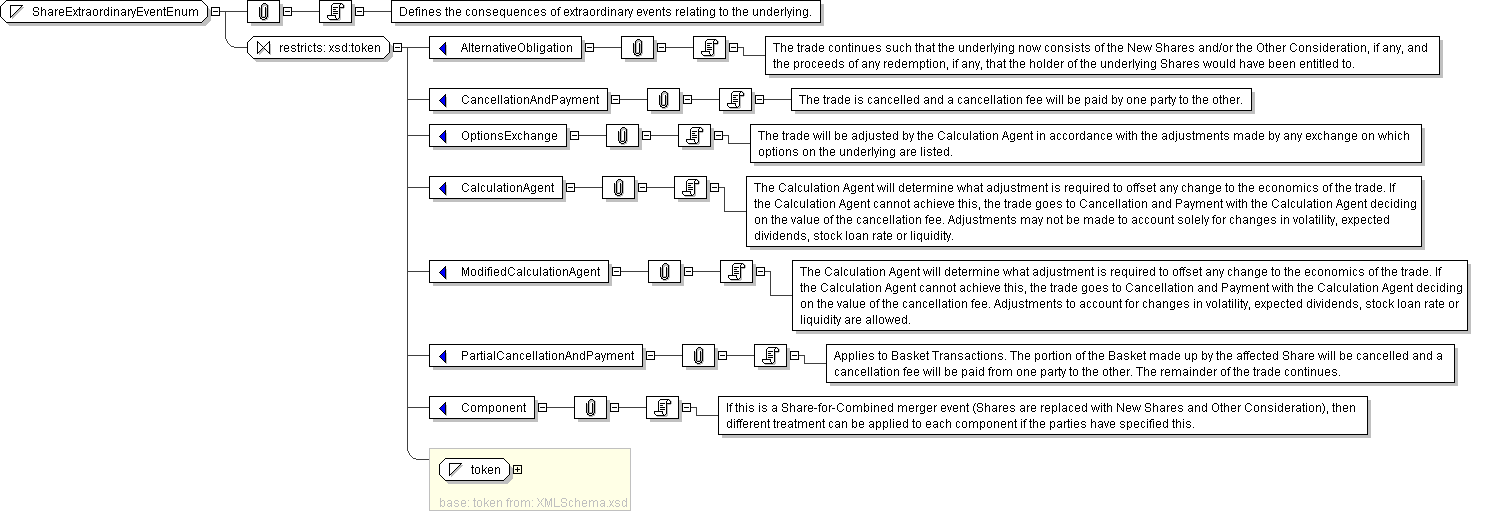 ShareExtraordinaryEventEnum
Defines the consequences of extraordinary events relating to the underlying.
restricts: xsd:token
AlternativeObligation
The trade continues such that the underlying now consists of the New Shares and/or the Other Consideration, if any, and
the proceeds of any redemption, if any, that the holder of the underlying Shares would have been entitled to.
CancellationAndPayment
The trade is cancelled and a cancellation fee will be paid by one party to the other.
OptionsExchange
The trade will be adjusted by the Calculation Agent in accordance with the adjustments made by any exchange on which
options on the underlying are listed.
CalculationAgent
The Calculation Agent will determine what adjustment is required to offset any change to the economics of the trade. If
the Calculation Agent cannot achieve this, the trade goes to Cancellation and Payment with the Calculation Agent deciding
on the value of the cancellation fee. Adjustments may not be made to account solely for changes in volatility, expected
dividends, stock loan rate or liquidity.
ModifiedCalculationAgent
The Calculation Agent will determine what adjustment is required to offset any change to the economics of the trade. If
the Calculation Agent cannot achieve this, the trade goes to Cancellation and Payment with the Calculation Agent deciding
on the value of the cancellation fee. Adjustments to account for changes in volatility, expected dividends, stock loan rate or
liquidity are allowed.
PartialCancellationAndPayment
Applies to Basket Transactions. The portion of the Basket made up by the affected Share will be cancelled and a
cancellation fee will be paid from one party to the other. The remainder of the trade continues.
Component
If this is a Share-for-Combined merger event (Shares are replaced with New Shares and Other Consideration), then
different treatment can be applied to each component if the parties have specified this.
token
base: token from: XMLSchema.xsd